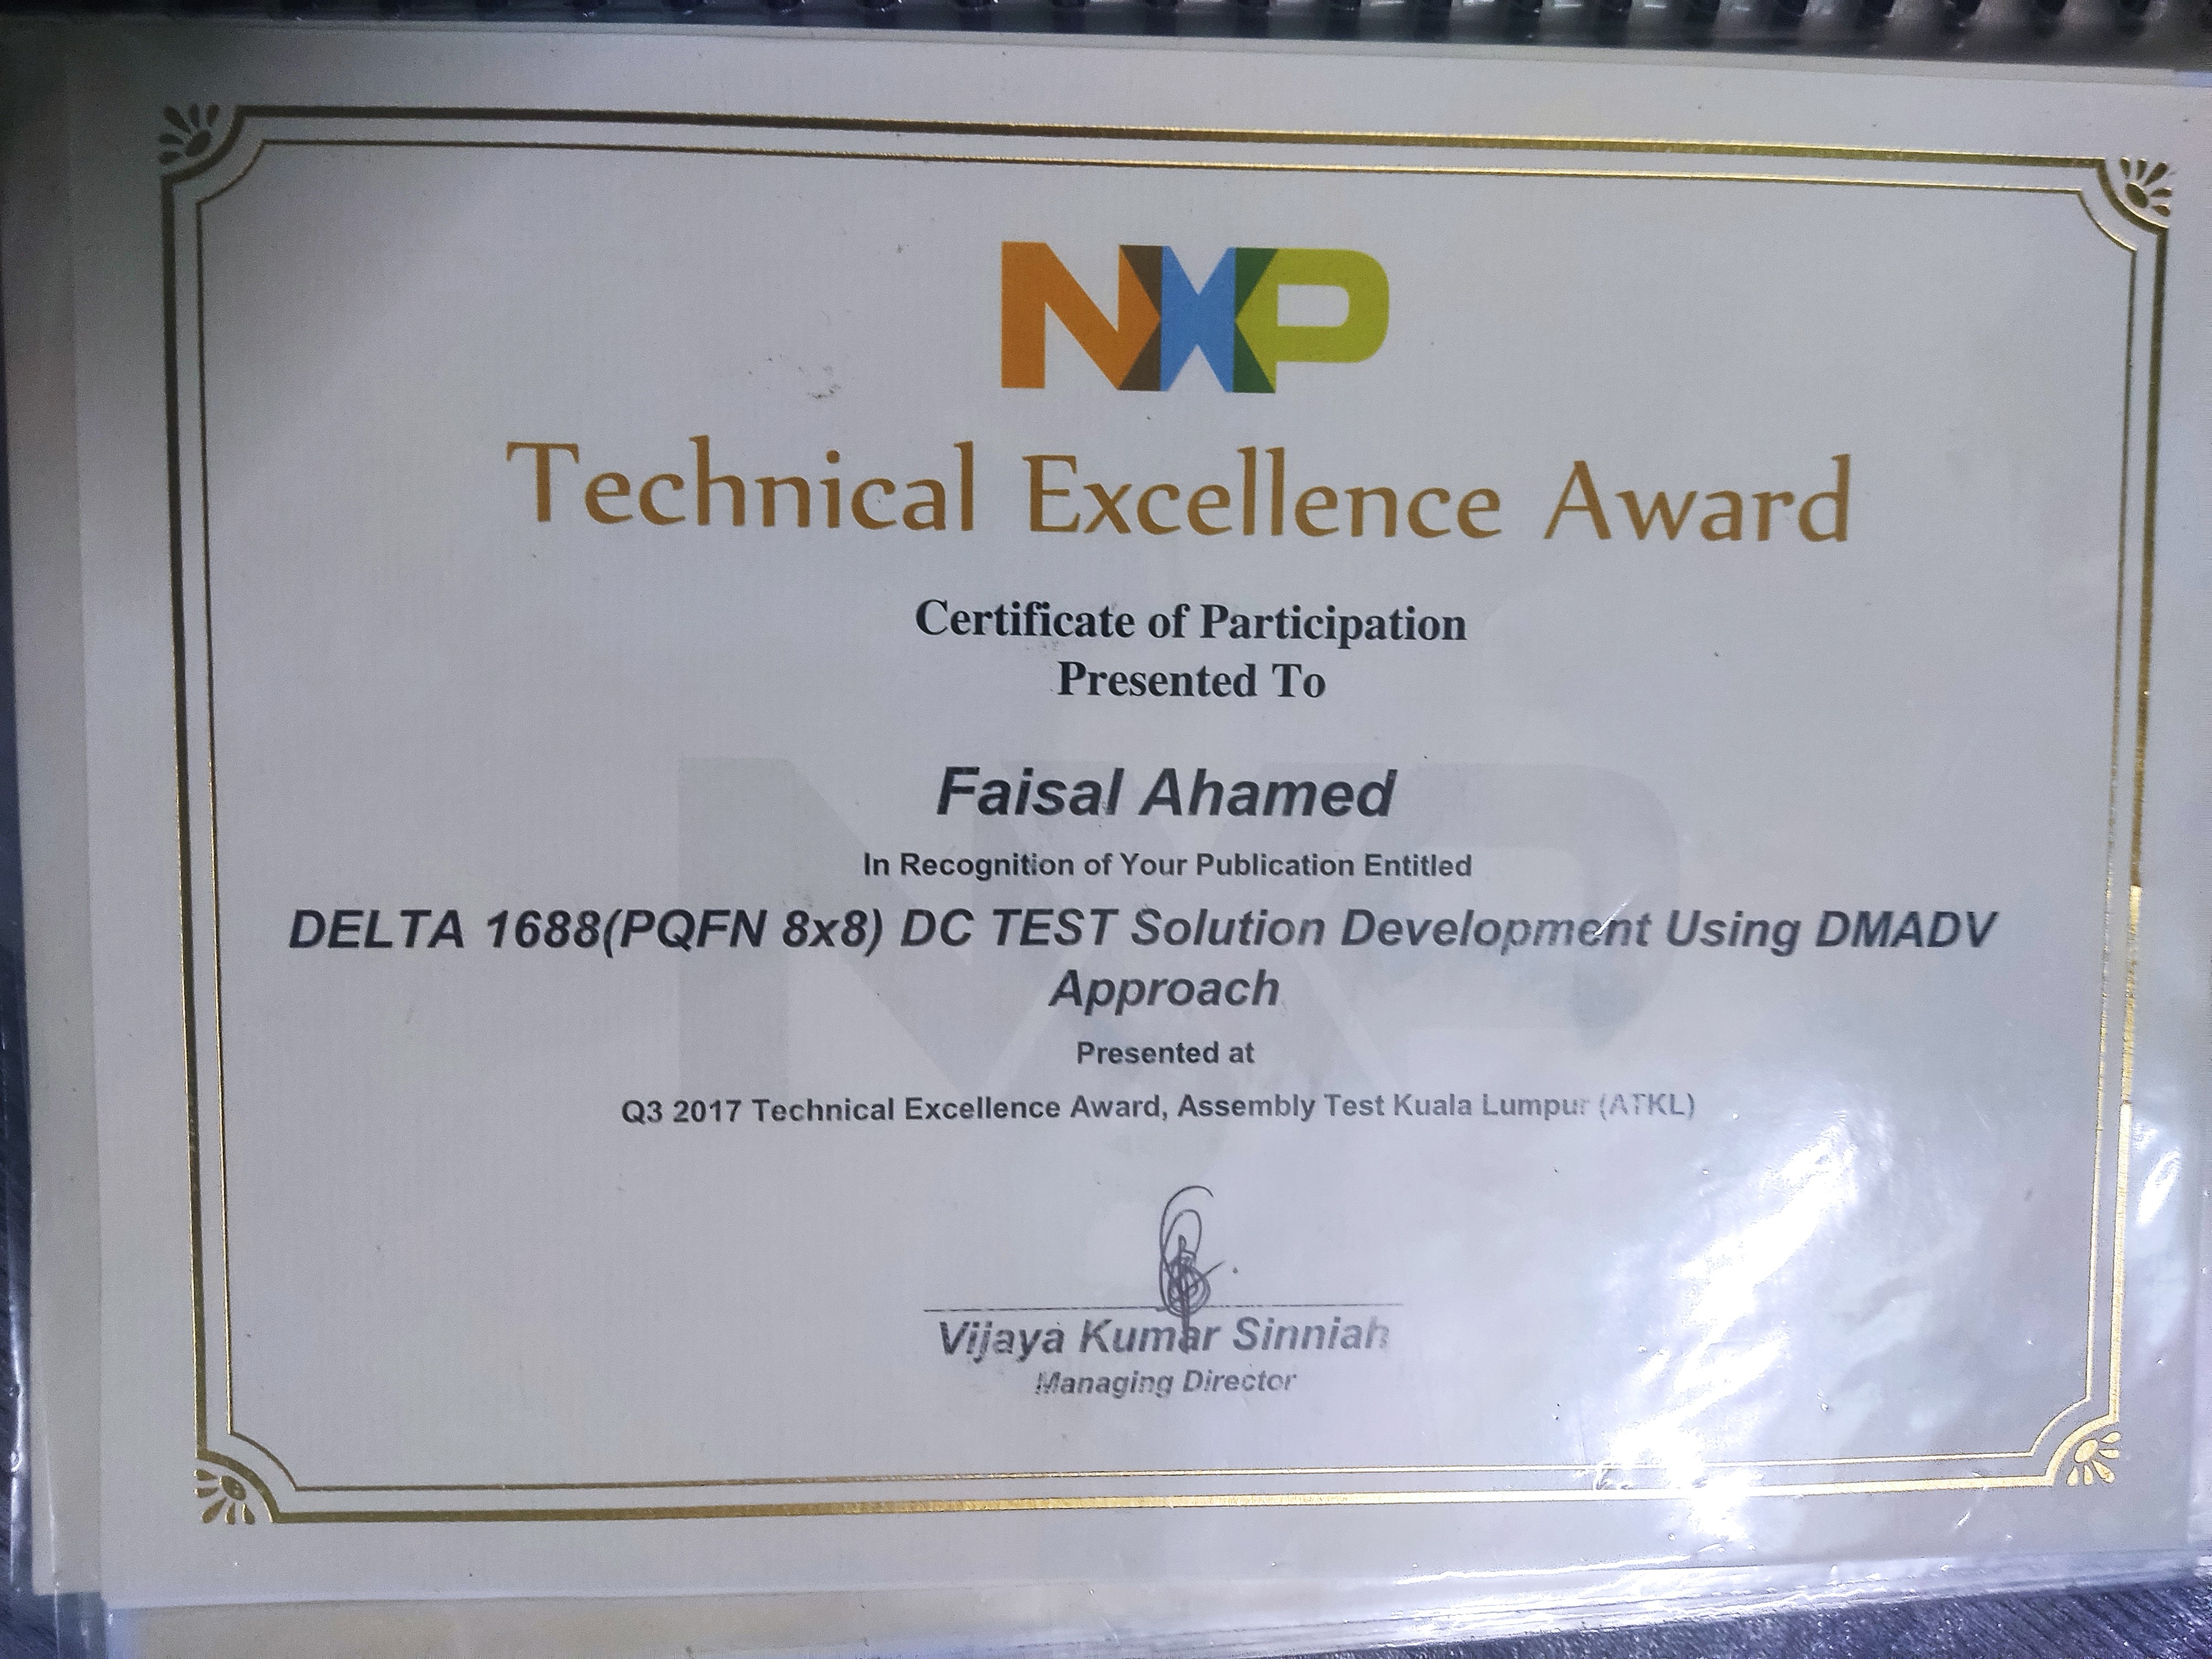 NXP
Technical Excellence Award
Certificate of Participation
Presented To
Faisal Ahamed
In Recognition of Your Publication Entitled
DELTA 1688(PQFN 8x8) DC TEST Solution Development Using DMADV
Approach
Presented at
Q3 2017 Technical Excellence Award, Assembly Test Kuala Lumpur (ATKL)
Vijaya Kumar Sinniah
Managing Director